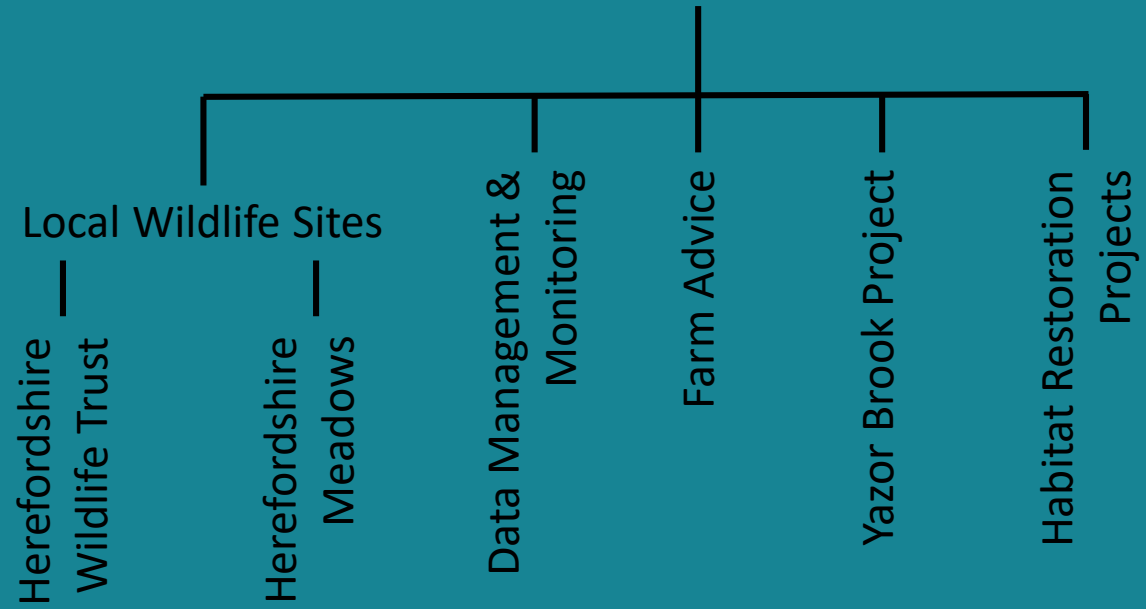 Local Wildlife Sites
Herefordshire
Wildlife Trust
Herefordshire
Meadows
Data Management &
Monitoring
Farm Advice
Yazor Brook Project
Habitat Restoration
Projects